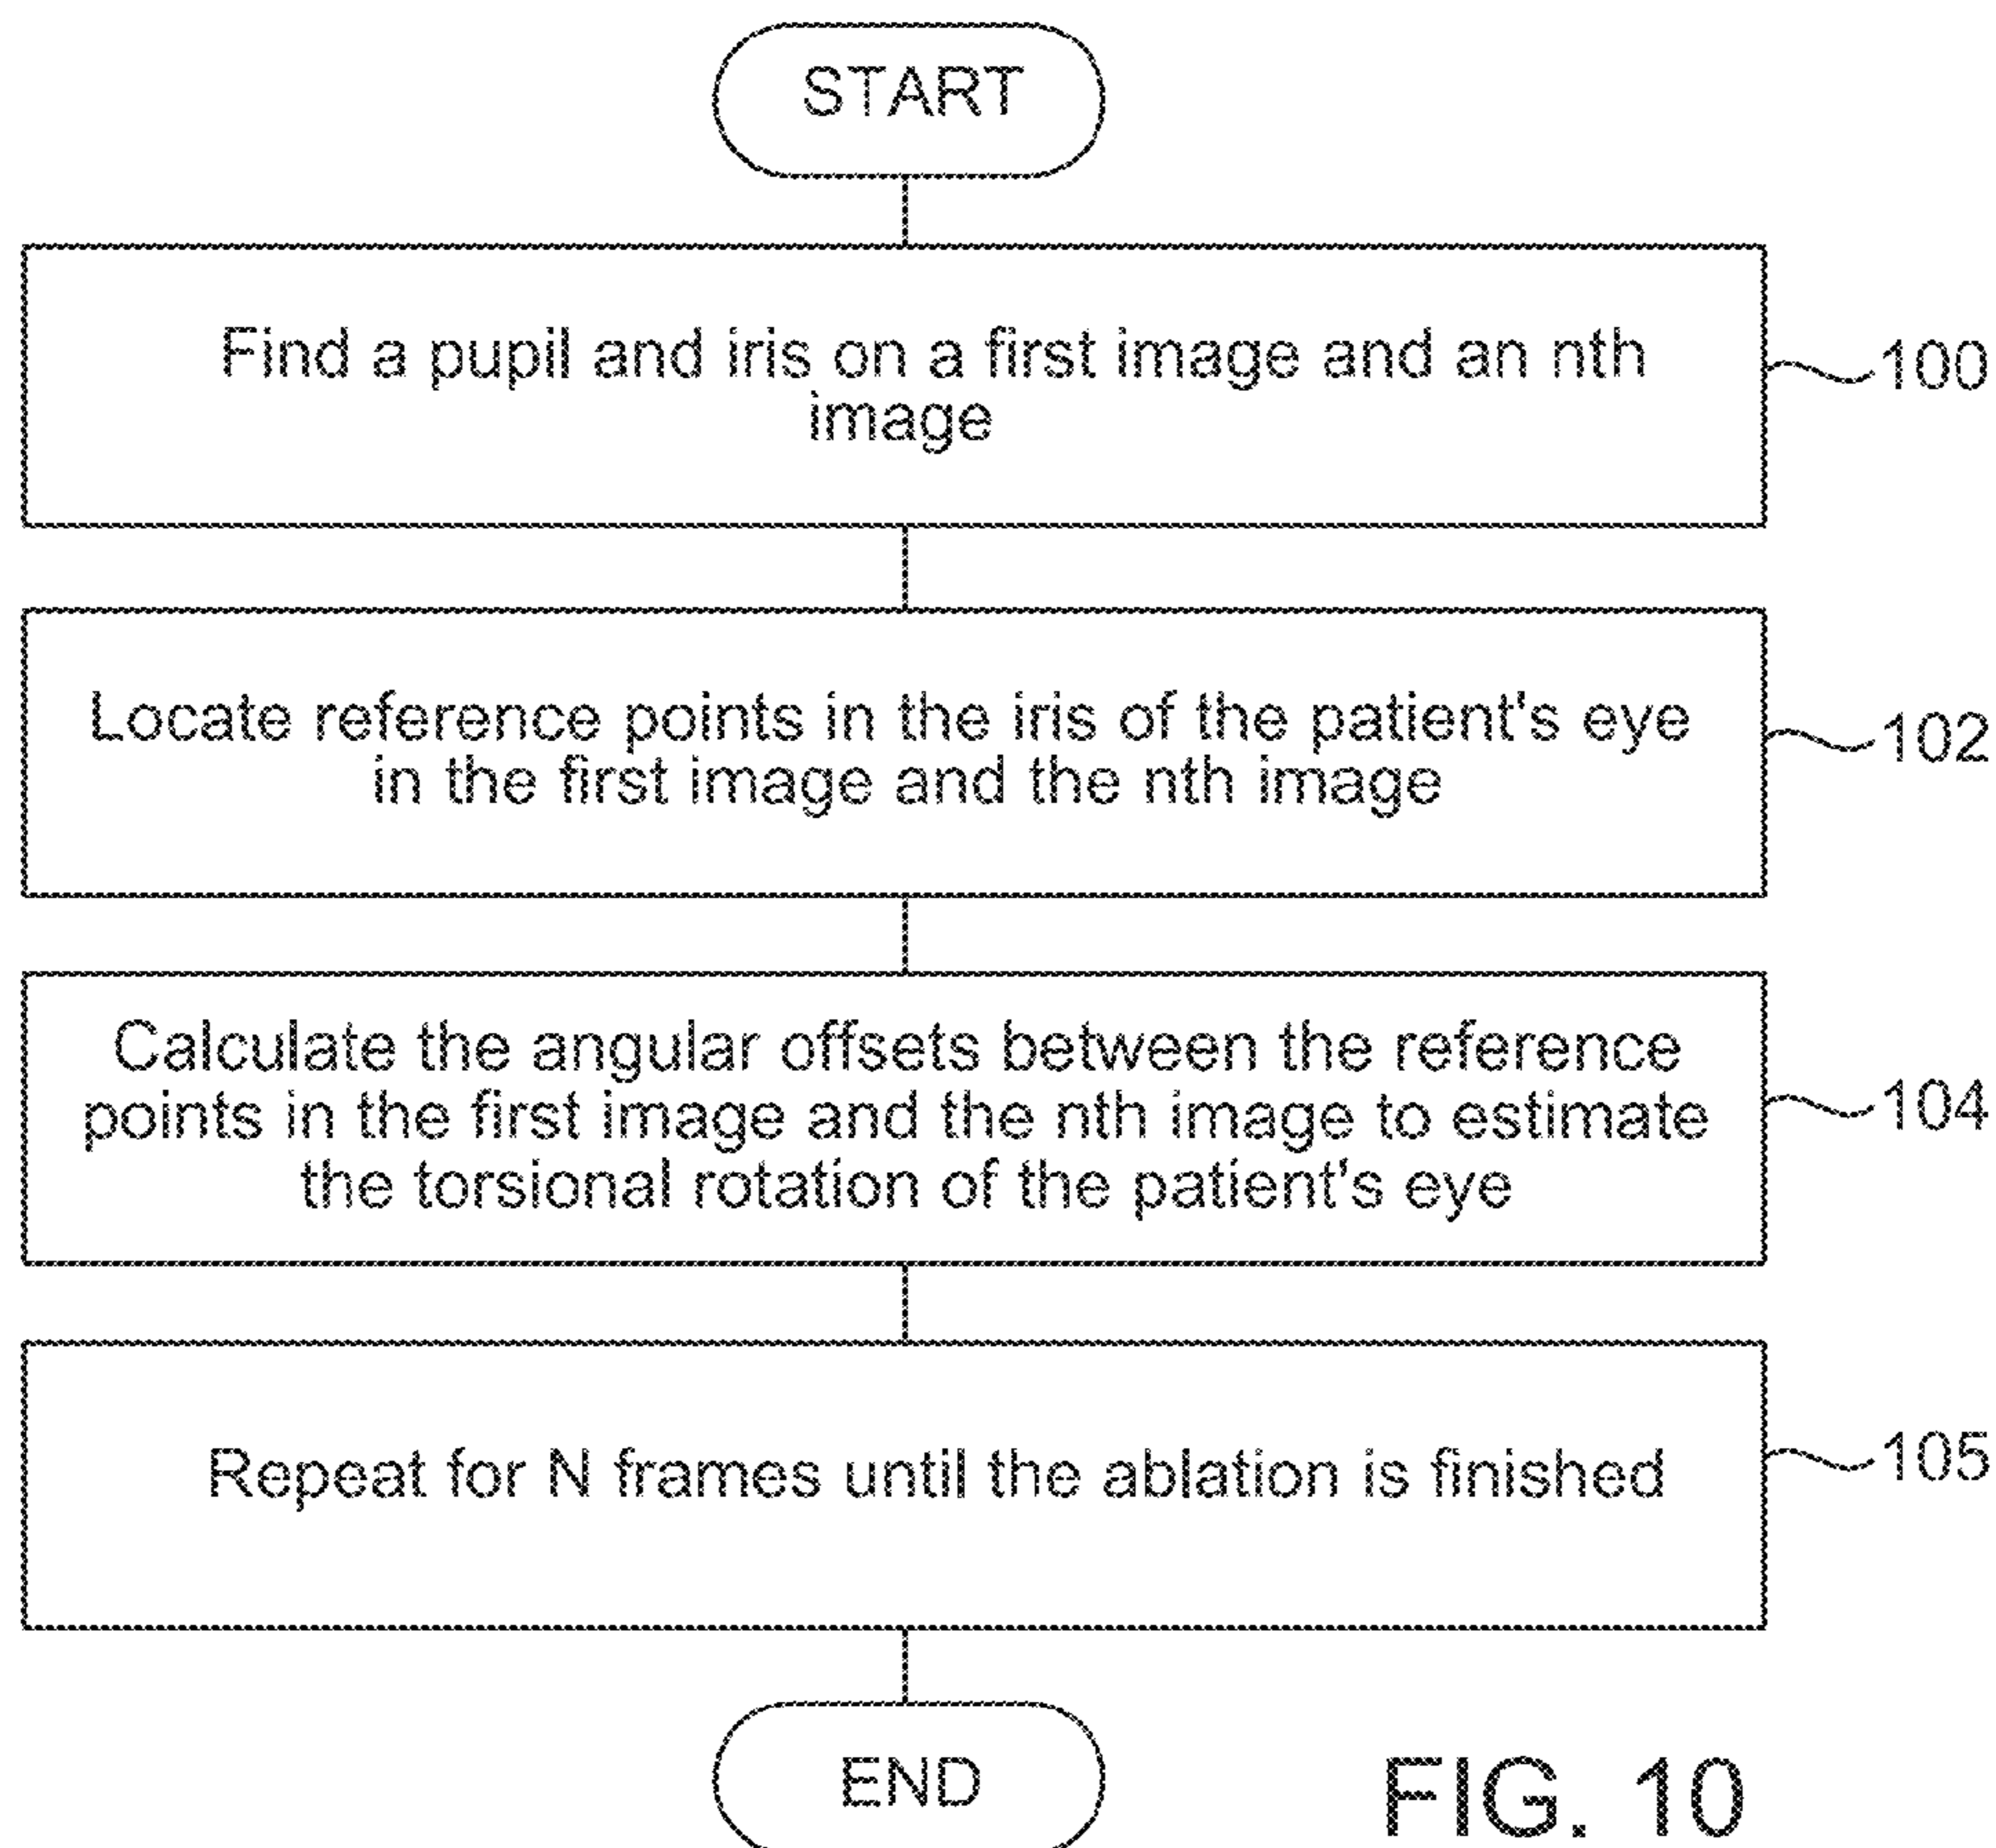 START
Find a pupil and iris on a first image and an nth
image
100
Locate reference points in the iris of the patient's eye
in the first image and the nth image
102
Calculate the angular offsets between the reference
points in the first image and the nth image to estimate
the torsional rotation of the patient's eye
104
Repeat for N frames until the ablation is finished
105
END
FIG. 10